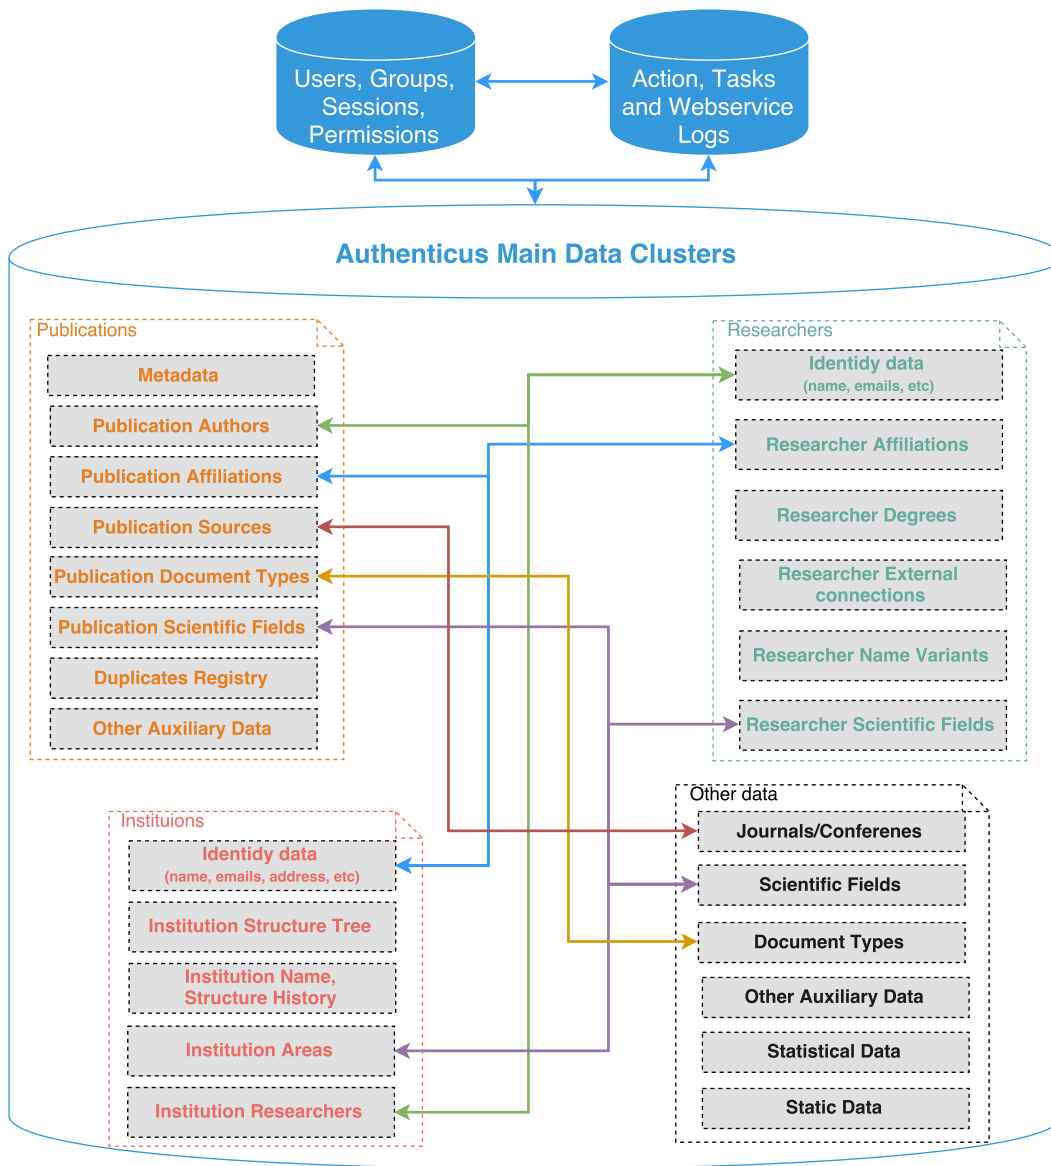 Users, Groups,
Sessions,
Permissions
Action, Tasks
and Webservice
Logs
Authenticus Main Data Clusters
Publications
Metadata
Publication Authors
Publication Affiliations
Publication Sources
Publication Document Types
Publication Scientific Fields
Duplicates Registry
Other Auxiliary Data
Researchers
Identidy data
(name, emails, etc)
Researcher Affiliations
Researcher Degrees
Researcher External
connections
Researcher Name Variants
Researcher Scientific Fields
Instituions
Identidy data
(name, emails, address, etc)
Institution Structure Tree
Institution Name,
Structure History
Institution Areas
Institution Researchers
Other data
Journals/Conferenes
Scientific Fields
Document Types
Other Auxiliary Data
Statistical Data
Static Data